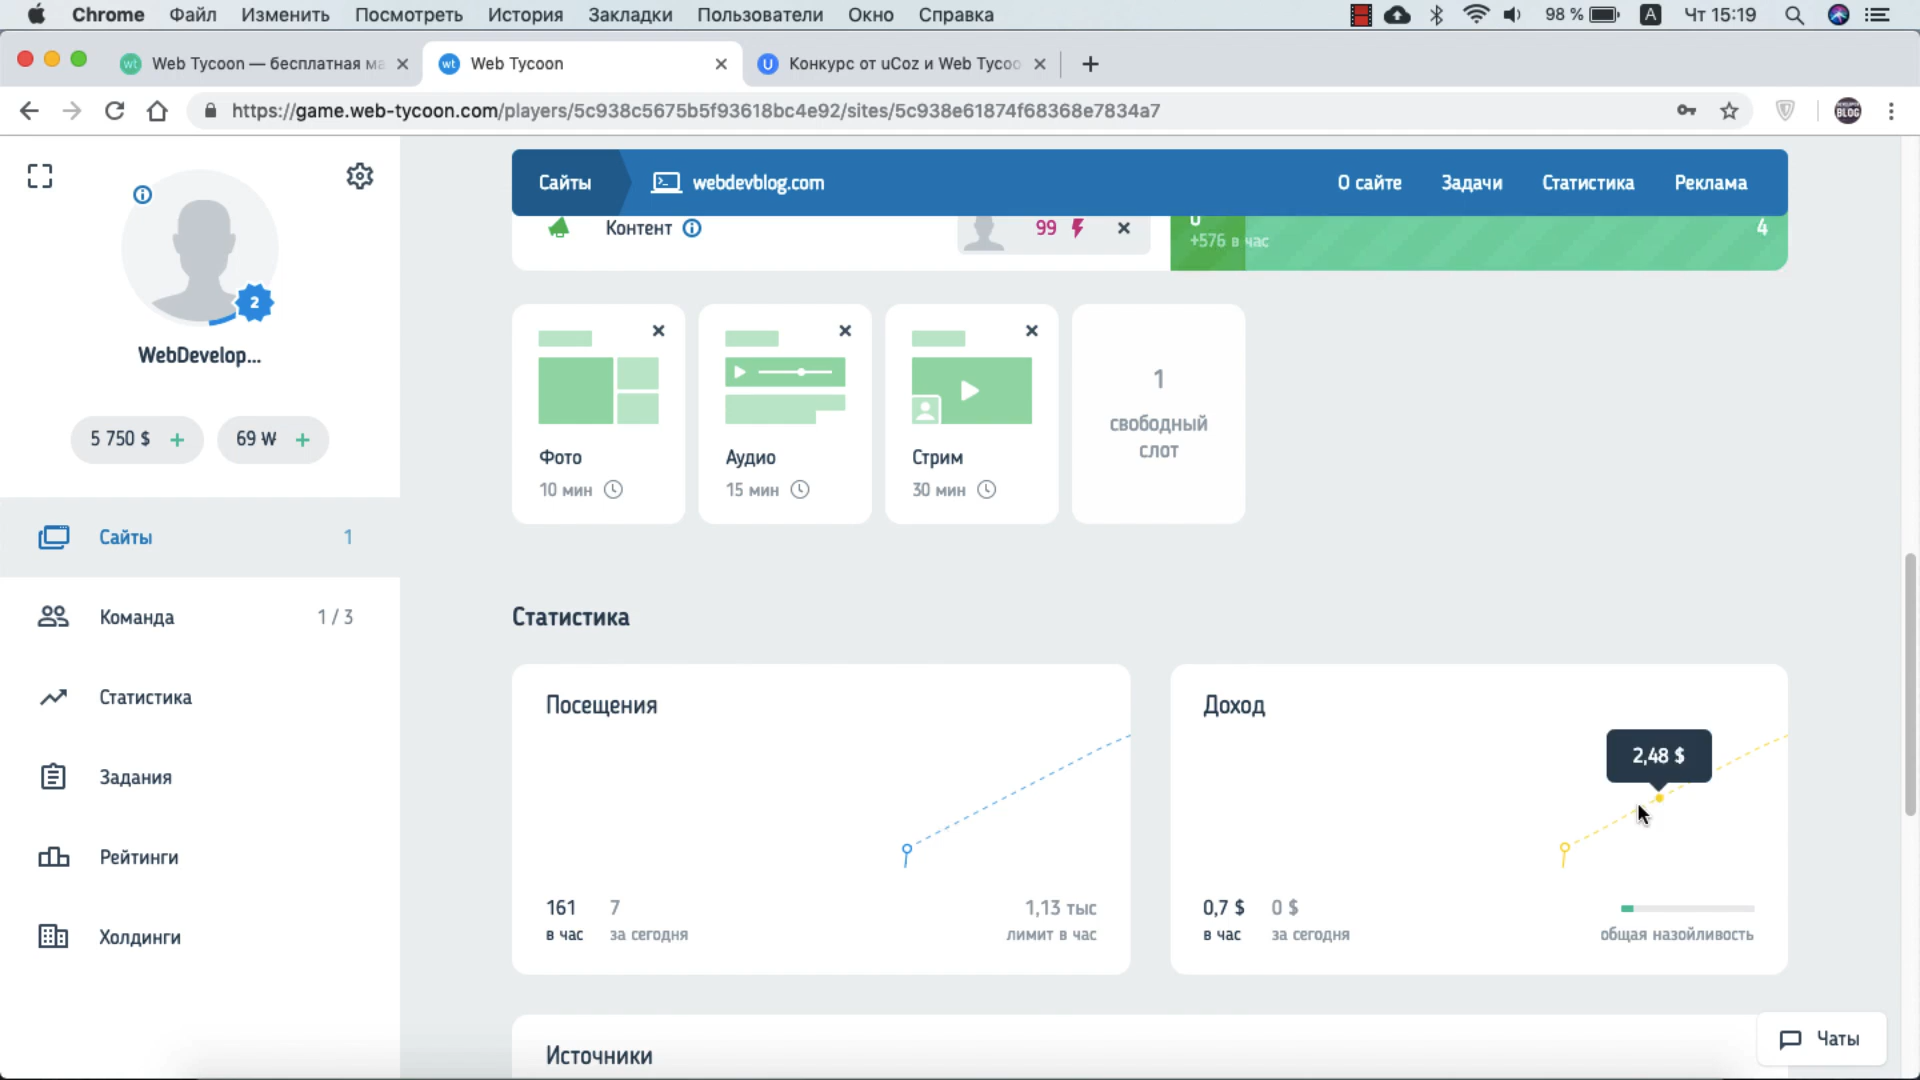 Chrome Файл Изменить Посмотреть История Закладки Пользователи Окно Справка 98 % A Чт 15:19
wt Web Tycoon — бесплатная ма
wt Web Tycoon
U Конкурс от uCoz и Web Tycoo
https://game.web-tycoon.com/players/5c938c5675b5f93618bc4e92/sites/5c938e61874f68368e7834a7
BLOG
2
WebDevelop...
5 750 $ +
69 ₩ +
Сайты 1
Команда 1 / 3
Статистика
Задания
Рейтинги
Холдинги
Сайты webdevblog.com О сайте Задачи Статистика Реклама
Контент 99
+576 в час
4
Фото
10 мин
Аудио
15 мин
Стрим
30 мин
1
свободный
слот
Статистика
Посещения
161 7 1,13 тыс
в час за сегодня лимит в час
Доход
2,48 $
0,7 $ 0 $
в час за сегодня общая назойливость
Источники
Чаты